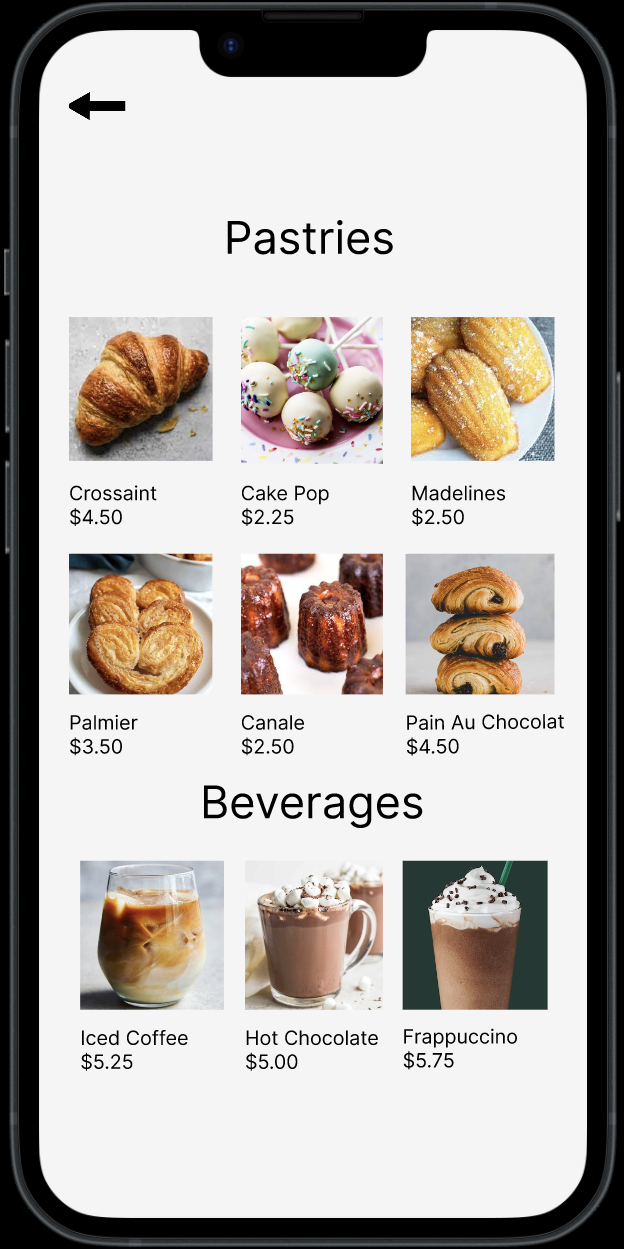 Pastries
Crossaint
$4.50
Cake Pop
$2.25
Madelines
$2.50
Palmier
$3.50
Canale
$2.50
Pain Au Chocolat
$4.50
Beverages
Iced Coffee
$5.25
Hot Chocolate
$5.00
Frappuccino
$5.75